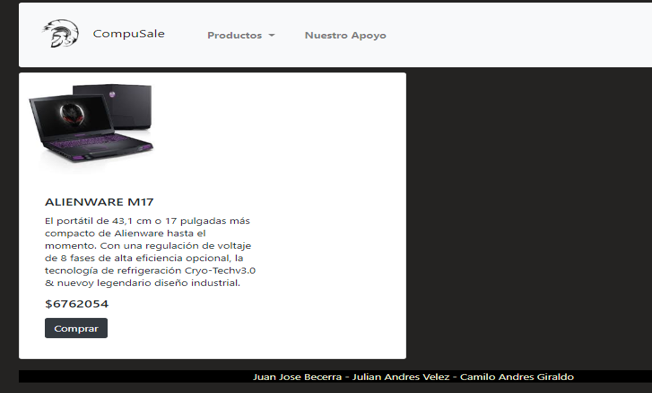 CompuSale
Productos
Nuestro Apoyo
ALIENWARE M17
El portátil de 43,1 cm o 17 pulgadas más
compacto de Alienware hasta el
momento. Con una regulación de voltaje
de 8 fases de alta eficiencia opcional, la
tecnología de refrigeración Cryo-Techv3.0
& nuevoy legendario diseño industrial.
$6762054
Comprar
Juan Jose Becerra - Julian Andres Velez - Camilo Andres Giraldo